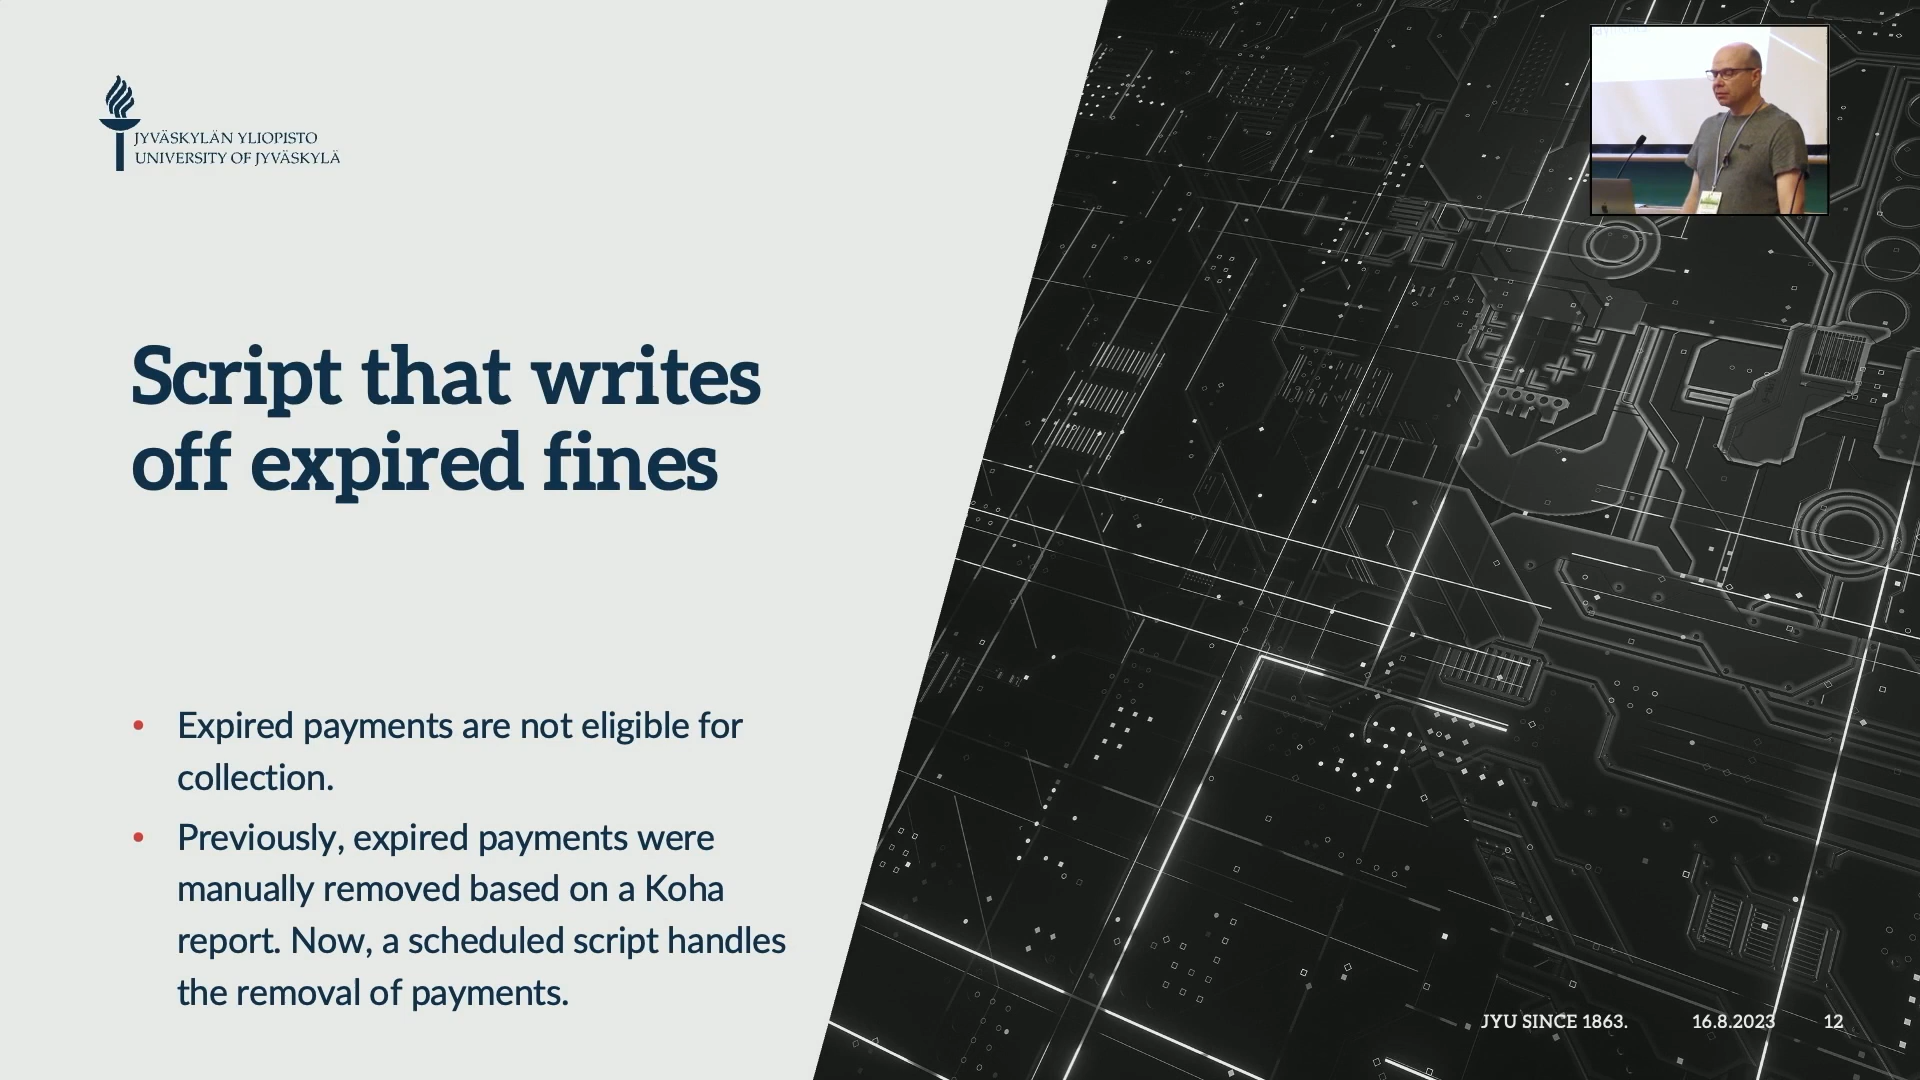 JYVÄSKYLÄN YLIOPISTO
UNIVERSITY OF JYVÄSKYLÄ
Script that writes
off expired fines
• Expired payments are not eligible for
collection.
• Previously, expired payments were
manually removed based on a Koha
report. Now, a scheduled script handles
the removal of payments.
JYU SINCE 1863. 16.8.2023 12